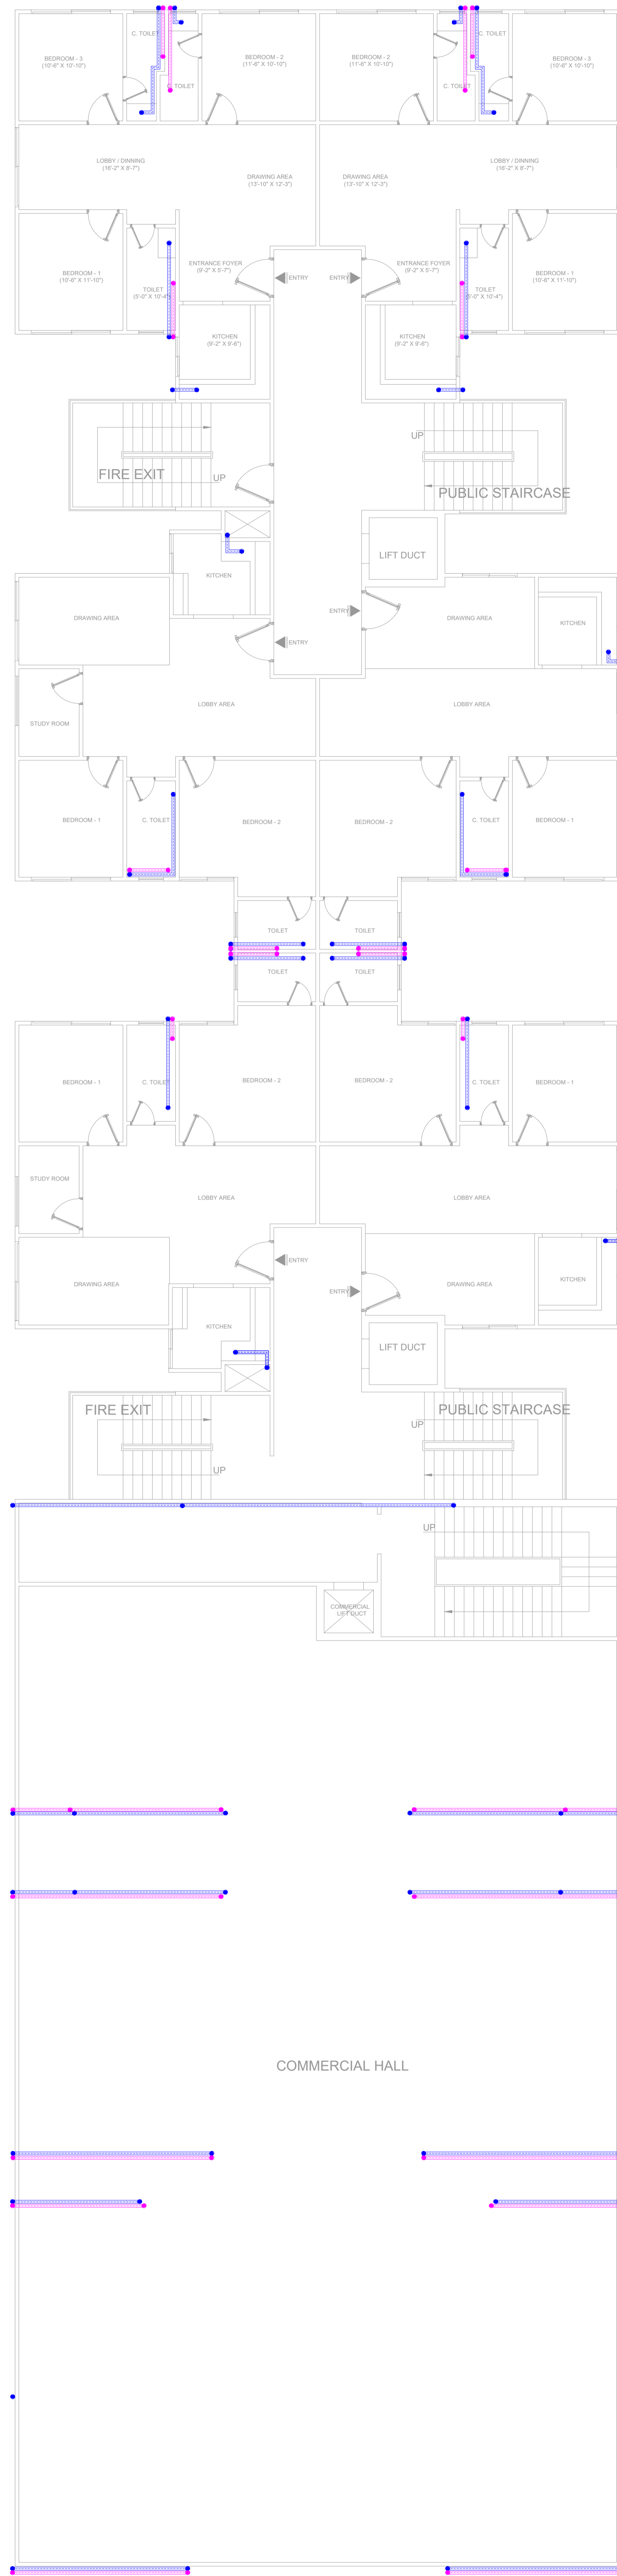 C. TOILET
C. TOILET
BEDROOM - 3
(10'-6" X 10'-10")
BEDROOM - 2
(11'-6" X 10'-10")
BEDROOM - 2
(11'-6" X 10'-10")
BEDROOM - 3
(10'-6" X 10'-10")
C. TOILET
C. TOILET
LOBBY / DINNING
(16'-2" X 8'-7")
LOBBY / DINNING
(16'-2" X 8'-7")
DRAWING AREA
(13'-10" X 12'-3")
DRAWING AREA
(13'-10" X 12'-3")
ENTRANCE FOYER
(9'-2" X 5'-7")
ENTRANCE FOYER
(9'-2" X 5'-7")
BEDROOM - 1
(10'-6" X 11'-10")
ENTRY
ENTRY
BEDROOM - 1
(10'-6" X 11'-10")
TOILET
(5'-0" X 10'-4")
TOILET
(5'-0" X 10'-4")
KITCHEN
(9'-2" X 9'-6")
KITCHEN
(9'-2" X 9'-6")
UP
FIRE EXIT
UP
PUBLIC STAIRCASE
LIFT DUCT
KITCHEN
ENTRY
DRAWING AREA
DRAWING AREA
KITCHEN
ENTRY
LOBBY AREA
LOBBY AREA
STUDY ROOM
BEDROOM - 1
C. TOILET
BEDROOM - 2
BEDROOM - 2
C. TOILET
BEDROOM - 1
TOILET
TOILET
TOILET
TOILET
BEDROOM - 1
C. TOILET
BEDROOM - 2
BEDROOM - 2
C. TOILET
BEDROOM - 1
STUDY ROOM
LOBBY AREA
LOBBY AREA
ENTRY
DRAWING AREA
DRAWING AREA
KITCHEN
ENTRY
KITCHEN
LIFT DUCT
FIRE EXIT
PUBLIC STAIRCASE
UP
UP
UP
COMMERCIAL
LIFT DUCT
COMMERCIAL HALL